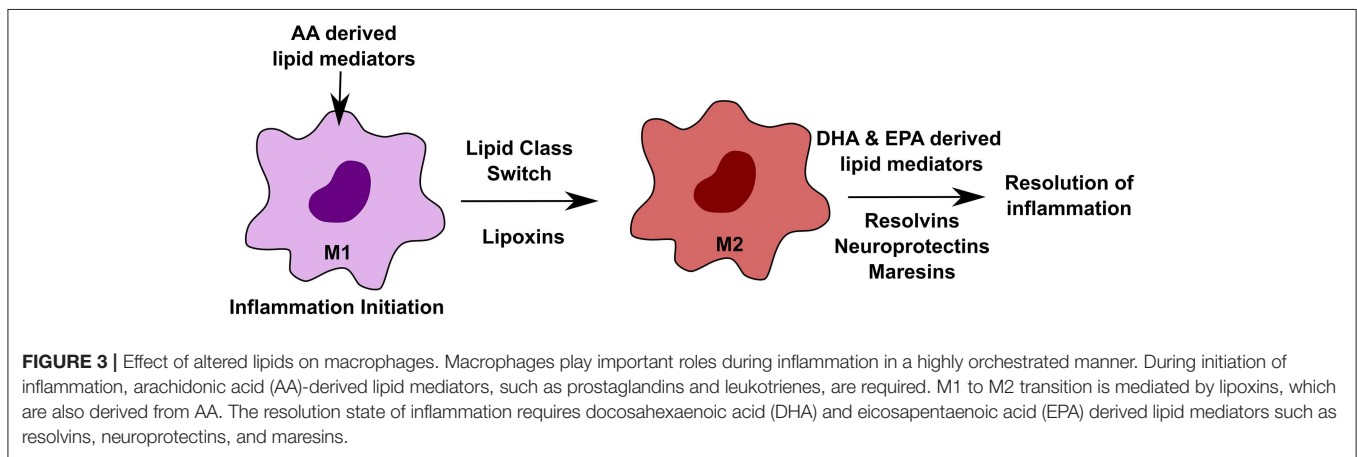 AA derived
lipid mediators
M1
Inflammation Initiation
Lipid Class
Switch
Lipoxins
M2
DHA & EPA derived
lipid mediators
Resolvins
Neuroprotectins
Maresins
Resolution of
inflammation
FIGURE 3 | Effect of altered lipids on macrophages. Macrophages play important roles during inflammation in a highly orchestrated manner. During initiation of
inflammation, arachidonic acid (AA)-derived lipid mediators, such as prostaglandins and leukotrienes, are required. M1 to M2 transition is mediated by lipoxins, which
are also derived from AA. The resolution state of inflammation requires docosahexaenoic acid (DHA) and eicosapentaenoic acid (EPA) derived lipid mediators such as
resolvins, neuroprotectins, and maresins.